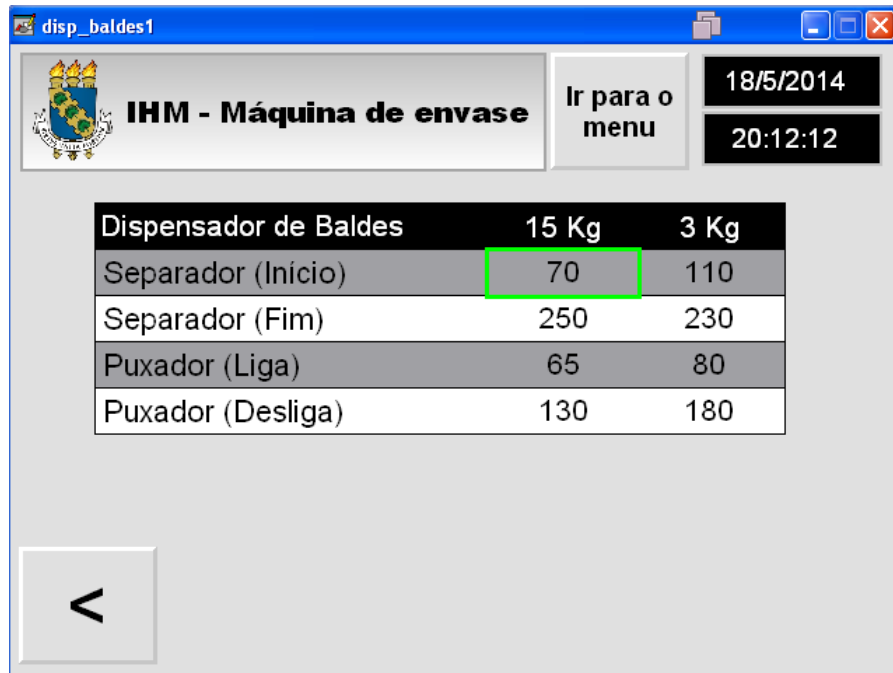 disp_baldes1
IHM - Máquina de envase
Ir para o
menu
18/5/2014
20:12:12
Dispensador de Baldes 15 Kg 3 Kg
Separador (Início) 70 110
Separador (Fim) 250 230
Puxador (Liga) 65 80
Puxador (Desliga) 130 180
<